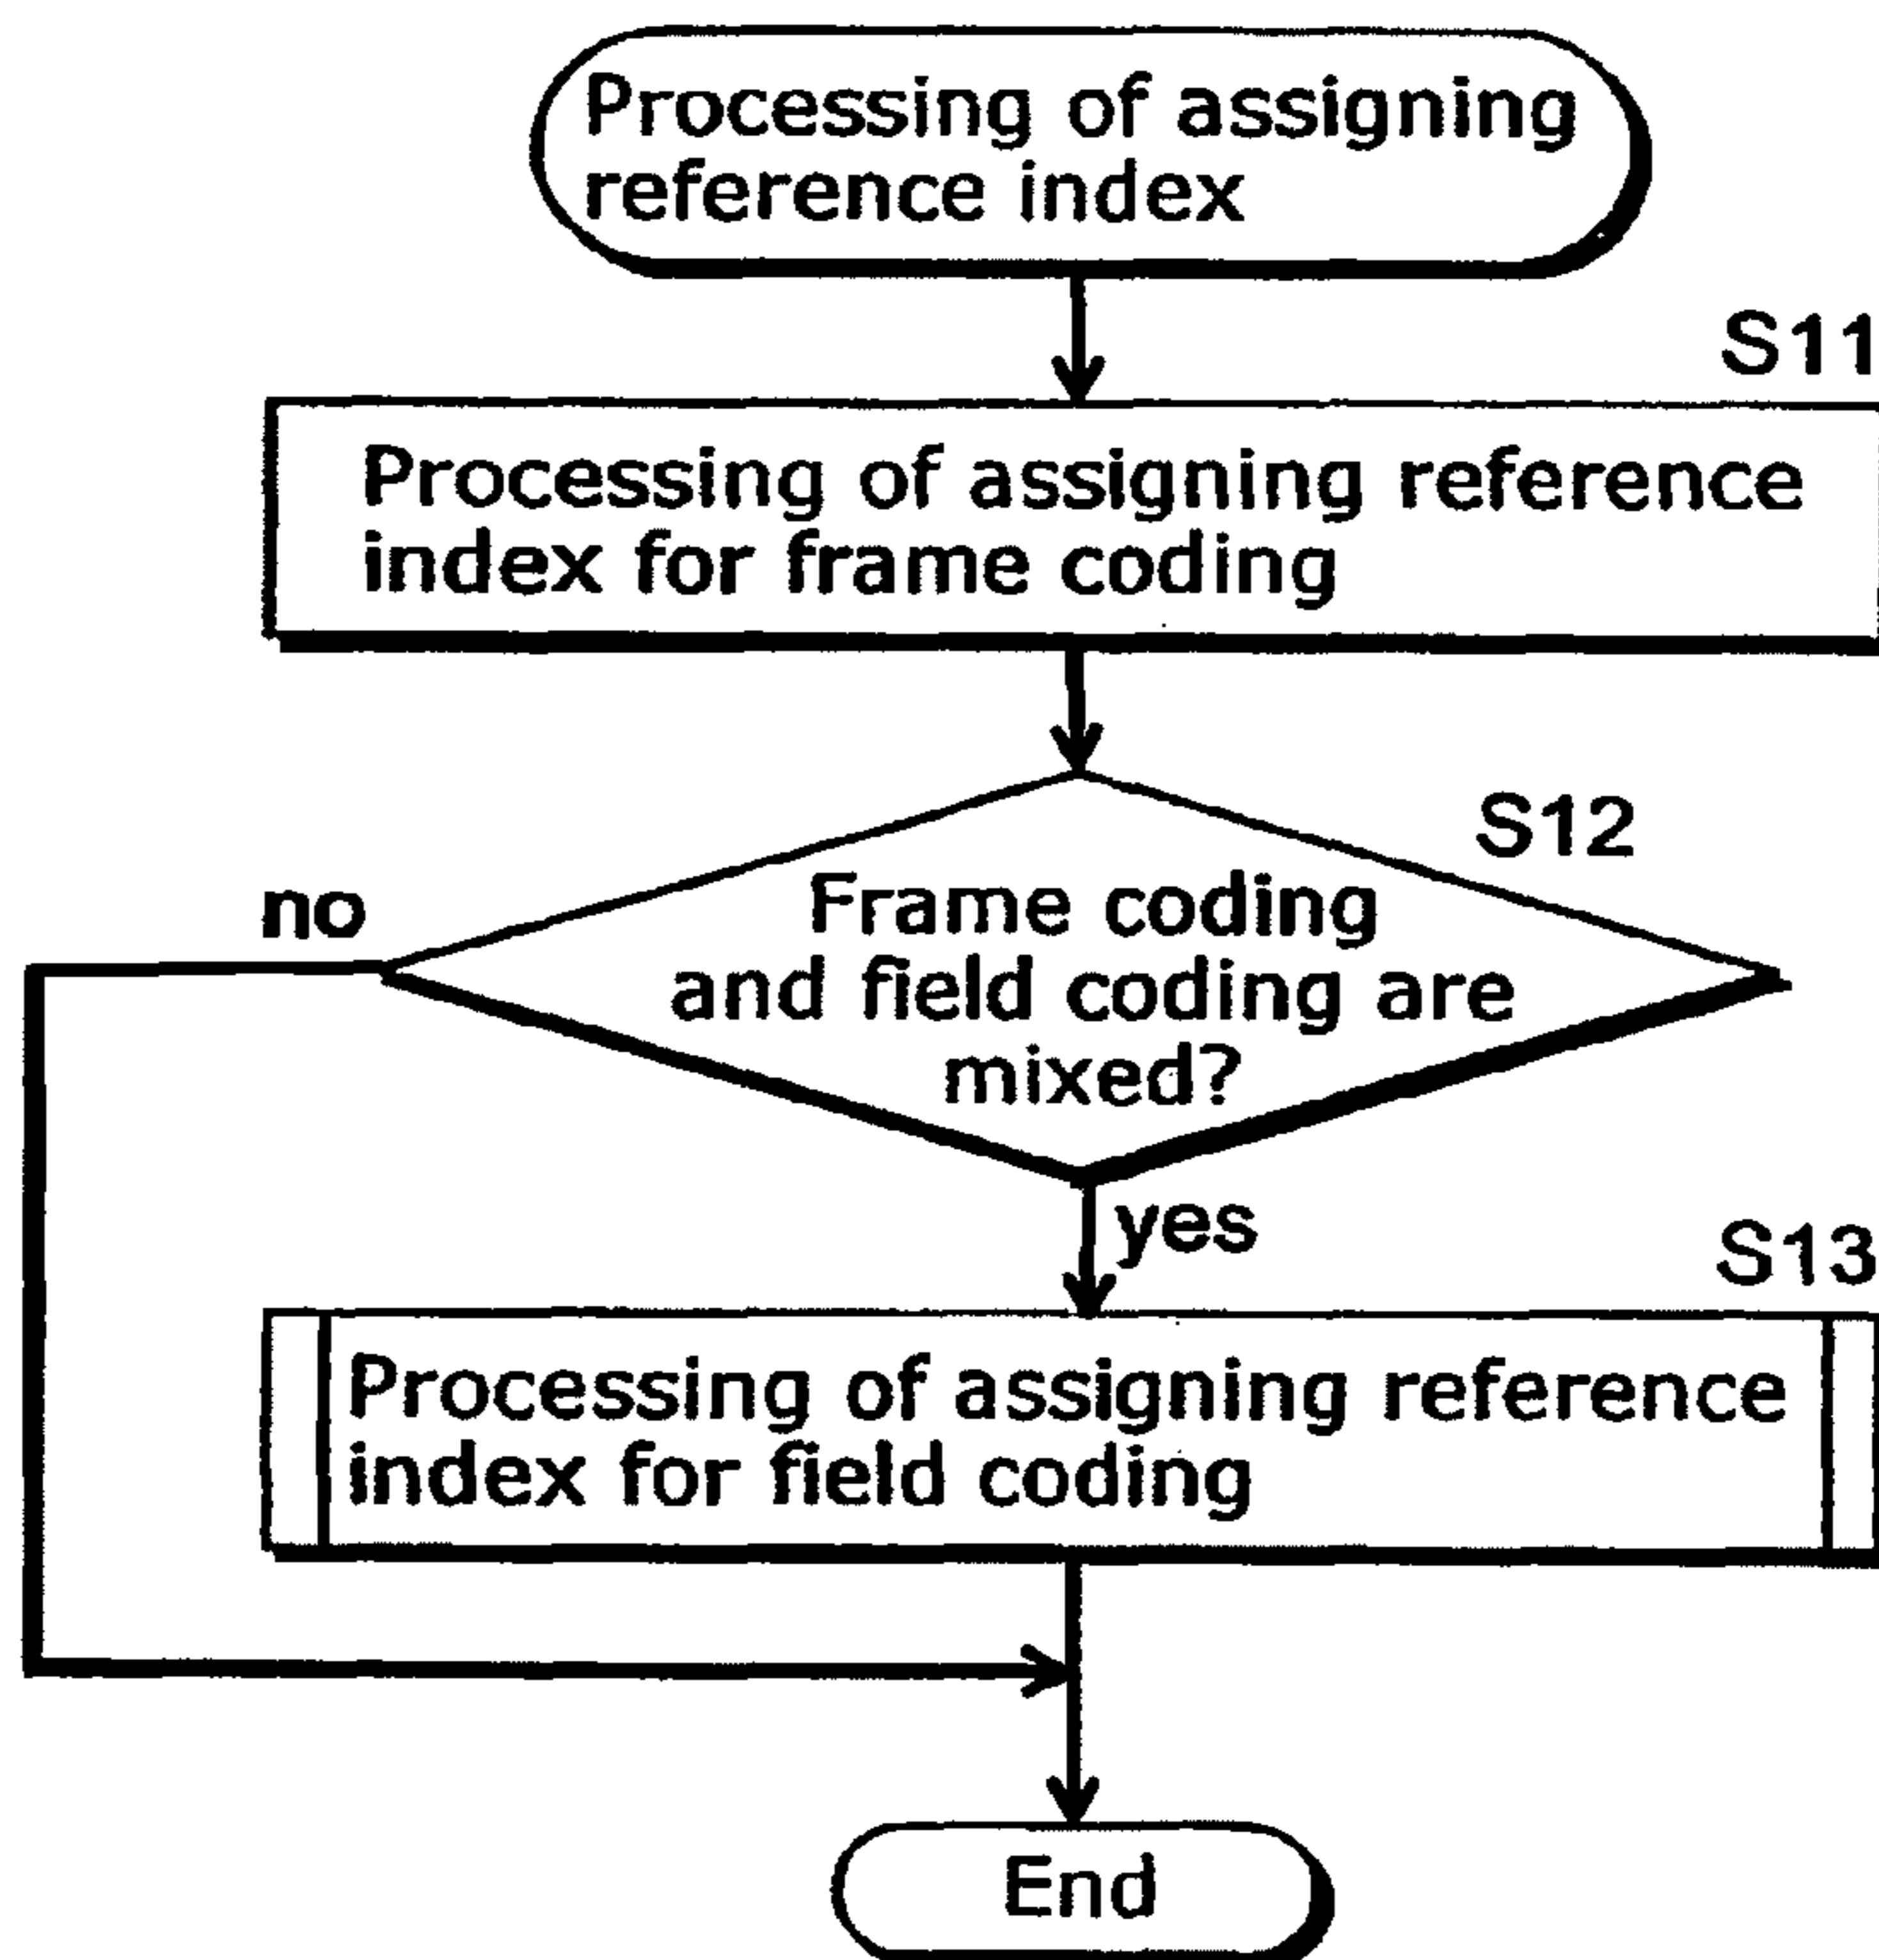 Processing of assigning
reference index
S11
Processing of assigning reference
index for frame coding
S12
no
Frame coding
and field coding are
mixed?
yes
S13
Processing of assigning reference
index for field coding
End